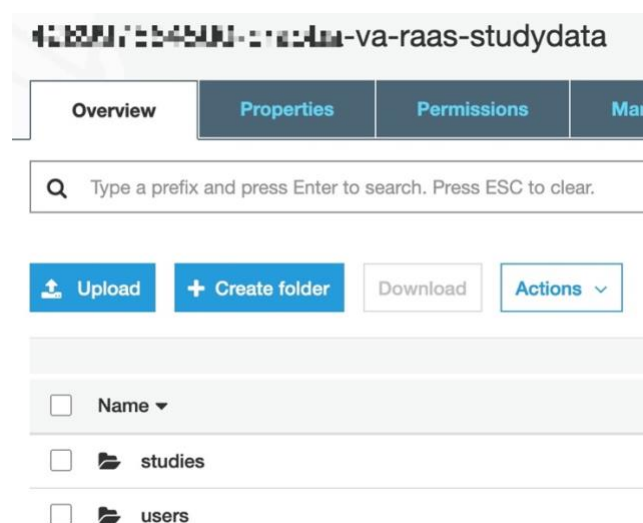 -va-raas-studydata
Overview Properties Permissions
Type a prefix and press Enter to search. Press ESC to clear.
Upload + Create folder Download Actions
Name
studies
users